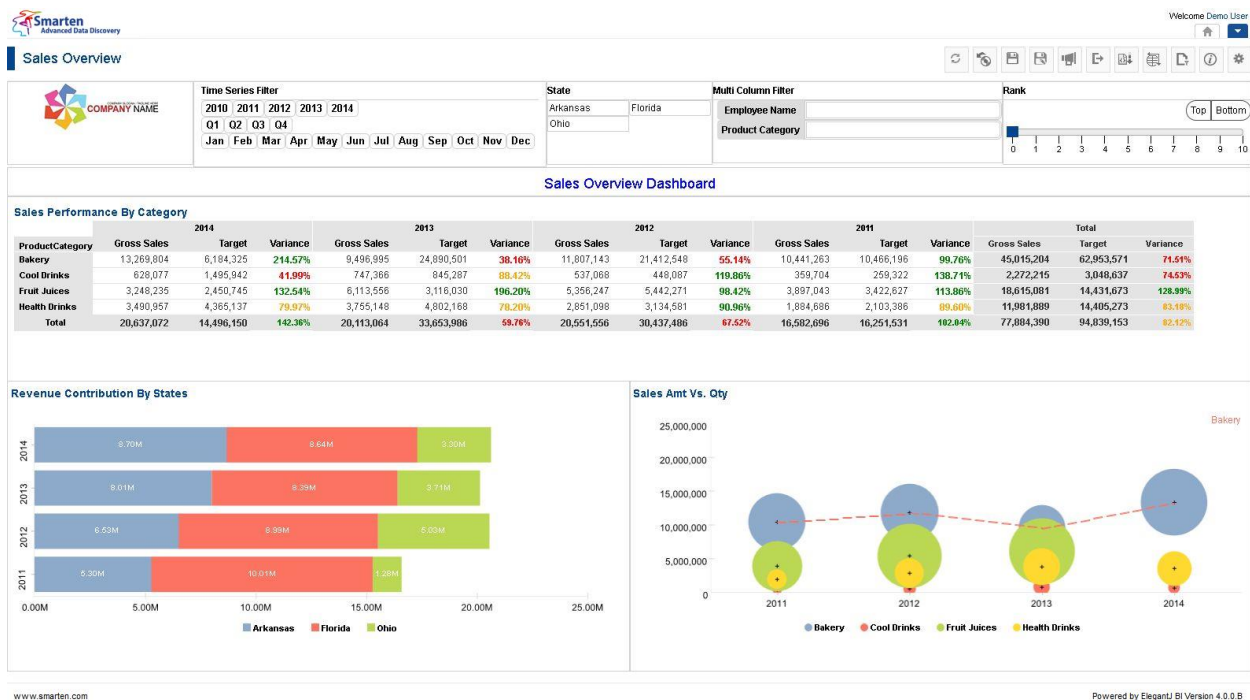 Smarten
Advanced Data Discovery
Welcome Demo User
Sales Overview
COMPANY NAME
Time Series Filter
2010 2011 2012 2013 2014
Q1 Q2 Q3 Q4
Jan Feb Mar Apr May Jun Jul Aug Sep Oct Nov Dec
State
Arkansas Florida
Ohio
Multi Column Filter
Employee Name
Product Category
Rank
Top Bottom
0 1 2 3 4 5 6 7 8 9 10
Sales Overview Dashboard
Sales Performance By Category
2014 2013 2012 2011 Total
ProductCategory Gross Sales Target Variance Gross Sales Target Variance Gross Sales Target Variance Gross Sales Target Variance Gross Sales Target Variance
Bakery 13,269,804 6,184,325 214.57% 9,496,995 24,890,501 38.16% 11,807,143 21,412,548 55.14% 10,441,263 10,466,196 99.76% 45,015,204 62,953,571 71.51%
Cool Drinks 628,077 1,495,942 41.99% 747,366 845,287 88.42% 537,068 448,087 119.86% 359,704 259,322 138.71% 2,272,215 3,048,637 74.53%
Fruit Juices 3,248,235 2,450,745 132.54% 6,113,556 3,116,030 196.20% 5,356,247 5,442,271 98.42% 3,897,043 3,422,627 113.86% 18,615,081 14,431,673 128.99%
Health Drinks 3,490,957 4,365,137 79.97% 3,755,148 4,802,168 78.20% 2,851,098 3,134,581 90.96% 1,884,686 2,103,386 89.60% 11,981,889 14,405,273 83.18%
Total 20,637,072 14,496,150 142.36% 20,113,064 33,653,986 59.76% 20,551,556 30,437,486 67.52% 16,582,696 16,251,531 102.04% 77,884,390 94,839,153 82.12%
Revenue Contribution By States
2014 8.70M 8.64M 3.30M
2013 8.01M 8.39M 3.71M
2012 6.53M 8.99M 5.03M
2011 5.30M 10.01M 1.28M
0.00M 5.00M 10.00M 15.00M 20.00M 25.00M
Arkansas Florida Ohio
Sales Amt Vs. Qty
Bakery
25,000,000
20,000,000
15,000,000
10,000,000
5,000,000
0
2011 2012 2013 2014
Bakery Cool Drinks Fruit Juices Health Drinks
www.smarten.com
Powered by ElegantJ BI Version 4.0.0.B